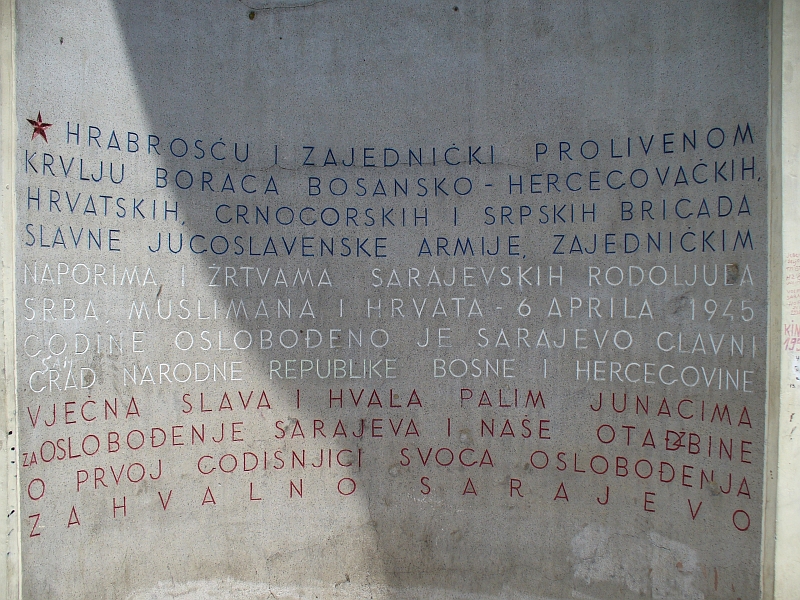 HRABROSĆU I ZAJEDNIČKI PROLIVENOM
KRVLJU BORACA BOSANSKO-HERCEGOVAČKIH,
HRVATSKIH, CRNOGORSKIH I SRPSKIH BRIGADA
SLAVNE JUGOSLAVENSKE ARMIJE, ZAJEDNIČKIM
NAPORIMA I ŽRTVAMA SARAJEVSKIH RODOLJUBA
SRBA, MUSLIMANA I HRVATA - 6 APRILA 1945
GODINE OSLOBOĐENO JE SARAJEVO GLAVNI
GRAD NARODNE REPUBLIKE BOSNE I HERCEGOVINE
VJEČNA SLAVA I HVALA PALIM JUNACIMA
ZA OSLOBOĐENJE SARAJEVA I NAŠE OTADŽBINE
O PRVOJ GODIŠNJICI SVOGA OSLOBOĐENJA
ZAHVALNO SARAJEVO